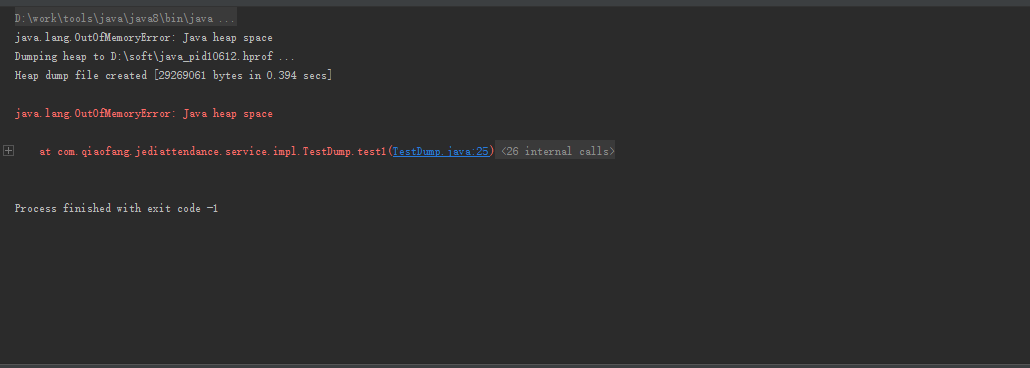 D:\work\tools\java\java8\bin\java ...
java.lang.OutOfMemoryError: Java heap space
Dumping heap to D:\soft\java_pid10612.hprof ...
Heap dump file created [29269061 bytes in 0.394 secs]
java.lang.OutOfMemoryError: Java heap space
at com.qiaofang.jediattendance.service.impl.TestDump.test1(TestDump.java:25) <26 internal calls>
Process finished with exit code -1